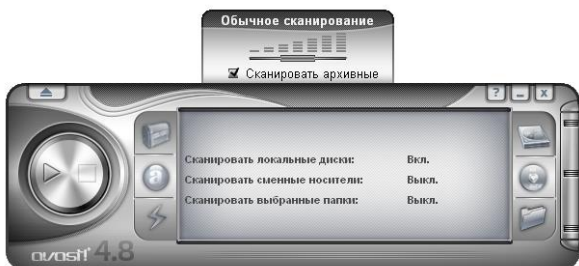 Обычное сканирование
Сканировать архивные
Сканировать локальные диски: Вкл.
Сканировать сменные носители: Выкл.
Сканировать выбранные папки: Выкл.
avast! 4.8